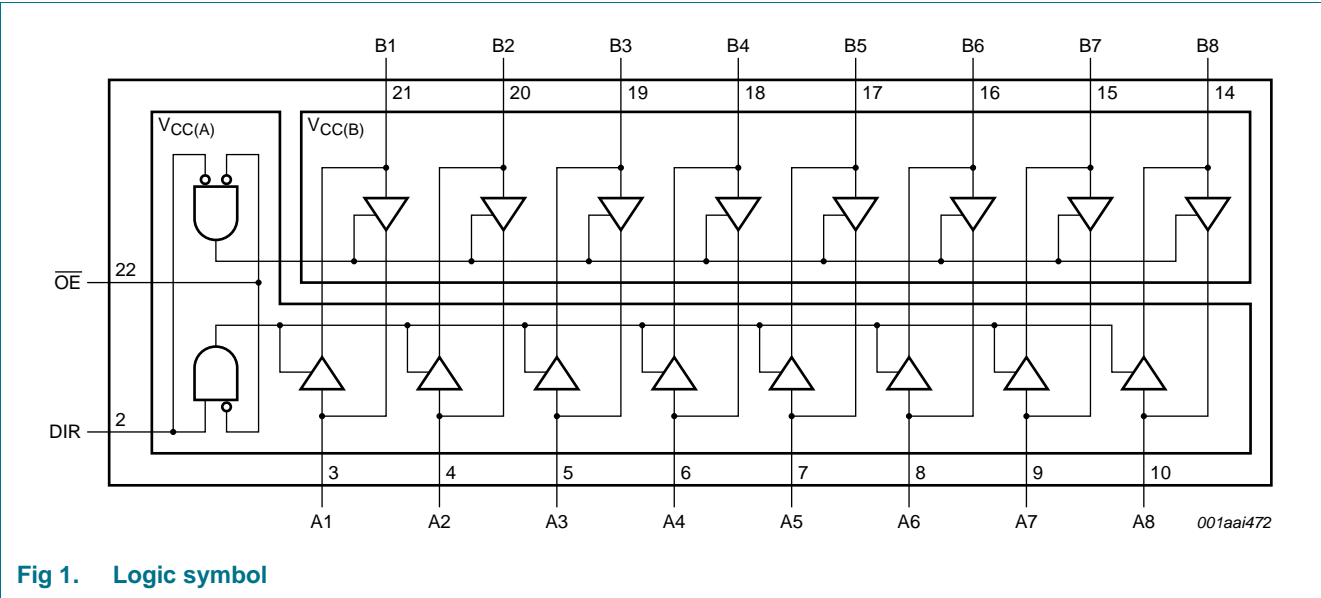 B1 B2 B3 B4 B5 B6 B7 B8
21 20 19 18 17 16 15 14
VCC(A) VCC(B)
OE 22
DIR 2
3 4 5 6 7 8 9 10
A1 A2 A3 A4 A5 A6 A7 A8 001aai472
Fig 1. Logic symbol